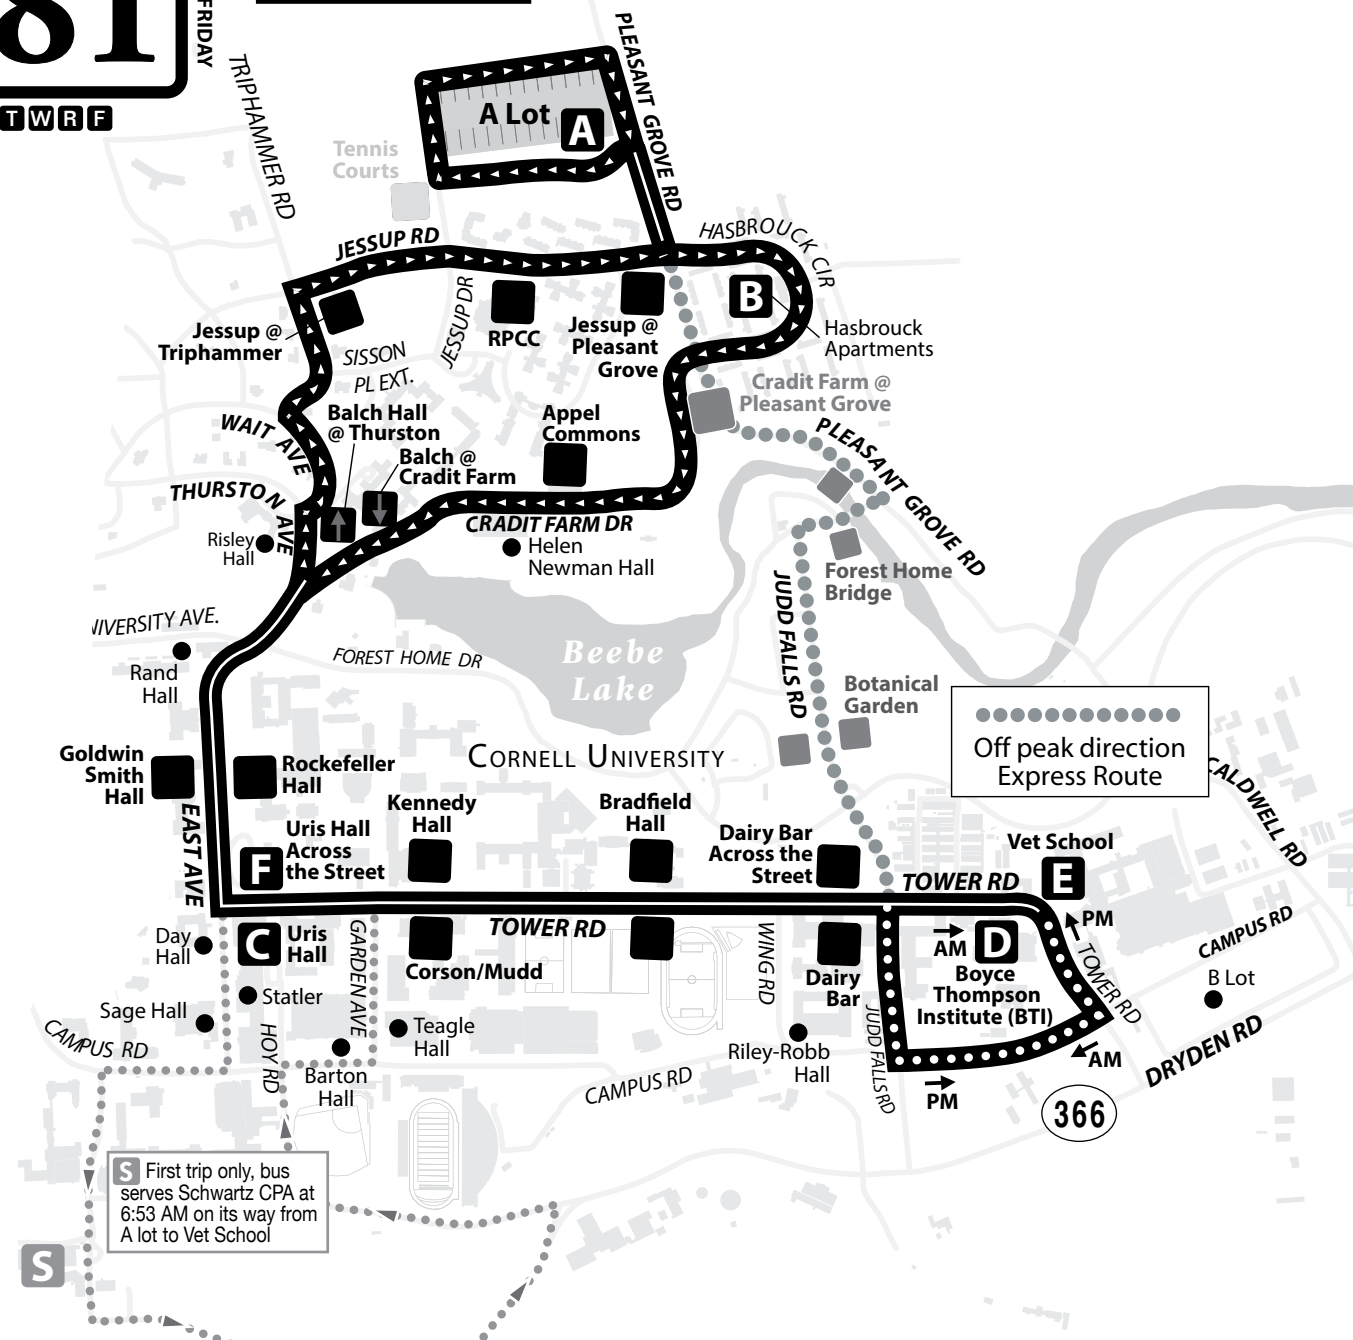 81
FRIDAY
T W R F
TRIPHAMMER RD
PLEASANT GROVE RD
A Lot
A
Tennis
Courts
JESSUP RD
HASBROUCK CIR
B
Hasbrouck
Apartments
Jessup @
Triphammer
SISSON
PL EXT.
JESSUP DR
RPCC
Jessup @
Pleasant
Grove
Cradit Farm @
Pleasant Grove
WAIT AVE
Balch Hall
@ Thurston
Balch @
Cradit Farm
Appel
Commons
PLEASANT GROVE RD
THURSTON AVE
Risley
Hall
CRADIT FARM DR
Helen
Newman Hall
Forest Home
Bridge
JUDD FALLS RD
NIVERSITY AVE.
Rand
Hall
FOREST HOME DR
Beebe
Lake
Botanical
Garden
Off peak direction
Express Route
CORNELL UNIVERSITY
CALDWELL RD
Goldwin
Smith
Hall
Rockefeller
Hall
EAST AVE
Kennedy
Hall
Bradfield
Hall
Uris Hall
Across
the Street
F
Dairy Bar
Across the
Street
Vet School
E
TOWER RD
TOWER RD
PM
AM
D
Boyce
Thompson
Institute (BTI)
TOWER RD
CAMPUS RD
B Lot
Day
Hall
C
Uris
Hall
GARDEN AVE
Corson/Mudd
WING RD
Dairy
Bar
Statler
Sage Hall
HOY RD
Teagle
Hall
CAMPUS RD
Barton
Hall
Riley-Robb
Hall
JUDD FALLS RD
CAMPUS RD
AM
PM
DRYDEN RD
366
S First trip only, bus
serves Schwartz CPA at
6:53 AM on its way from
A lot to Vet School
S